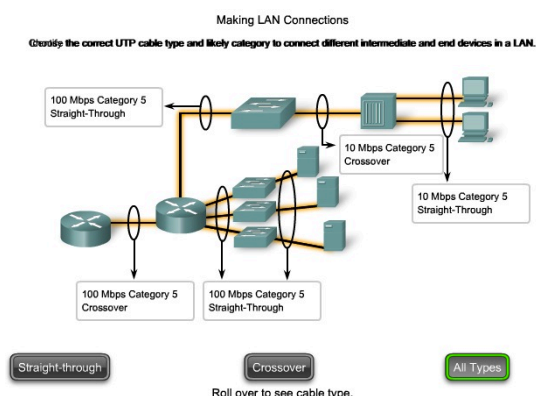 Making LAN Connections
the correct UTP cable type and likely category to connect different intermediate and end devices in a LAN.
100 Mbps Category 5
Straight-Through
10 Mbps Category 5
Crossover
10 Mbps Category 5
Straight-Through
100 Mbps Category 5
Crossover
100 Mbps Category 5
Straight-Through
Straight-through
Crossover
All Types
Roll over to see cable type.